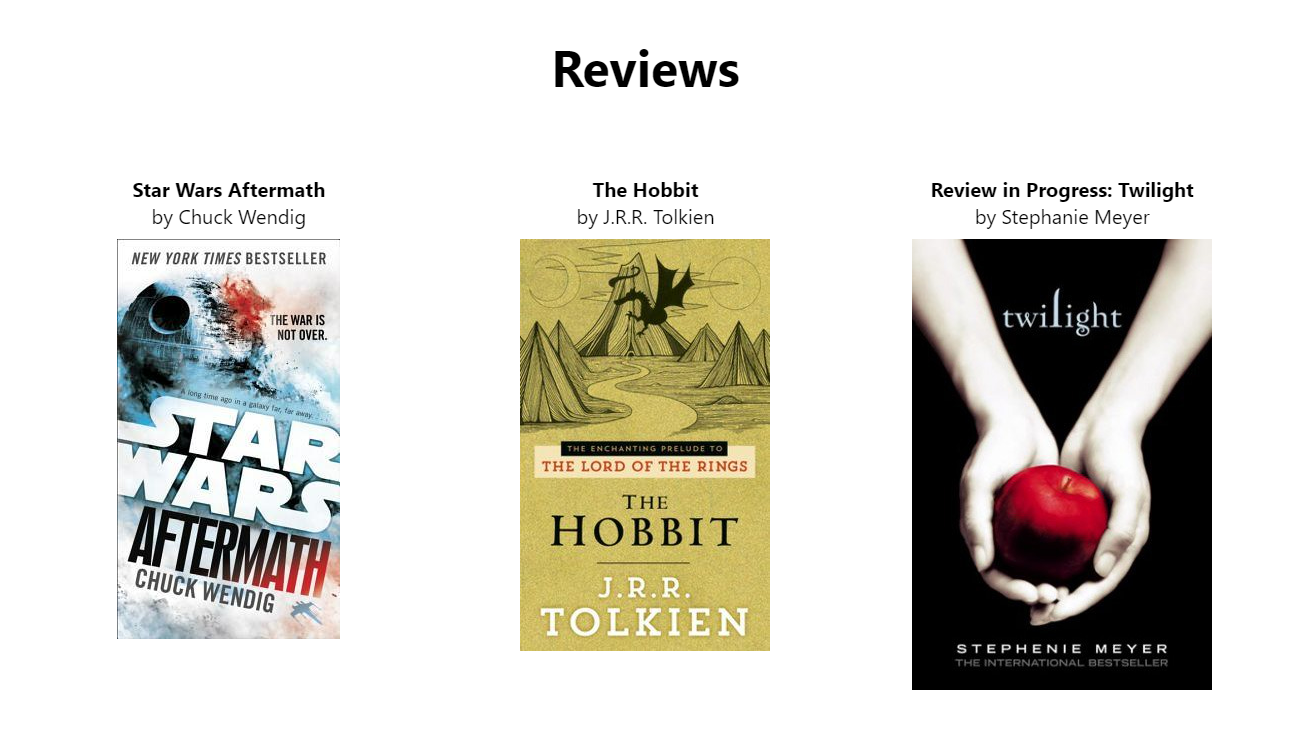 Reviews
Star Wars Aftermath
by Chuck Wendig
NEW YORK TIMES BESTSELLER
THE WAR IS
NOT OVER.
A long time ago in a galaxy far, far away. . . .
STAR
WARS
AFTERMATH
CHUCK WENDIG
The Hobbit
by J.R.R. Tolkien
THE ENCHANTING PRELUDE TO
THE LORD OF THE RINGS
THE
HOBBIT
J.R.R.
TOLKIEN
Review in Progress: Twilight
by Stephanie Meyer
twilight
STEPHENIE MEYER
THE INTERNATIONAL BESTSELLER